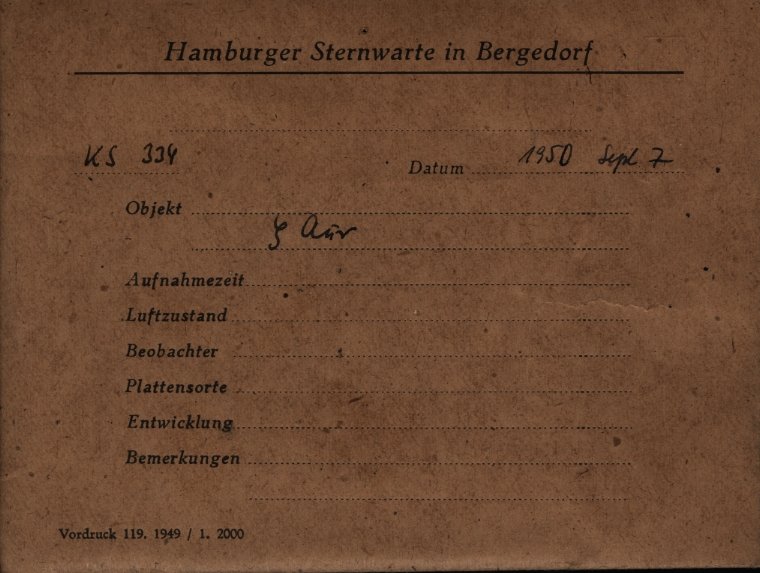 Hamburger Sternwarte in Bergedorf
KS 334
Datum 1950 Sept 7
Objekt
ζ Aur
Aufnahmezeit
Luftzustand
Beobachter
Plattensorte
Entwicklung
Bemerkungen
Vordruck 119. 1949 / 1. 2000